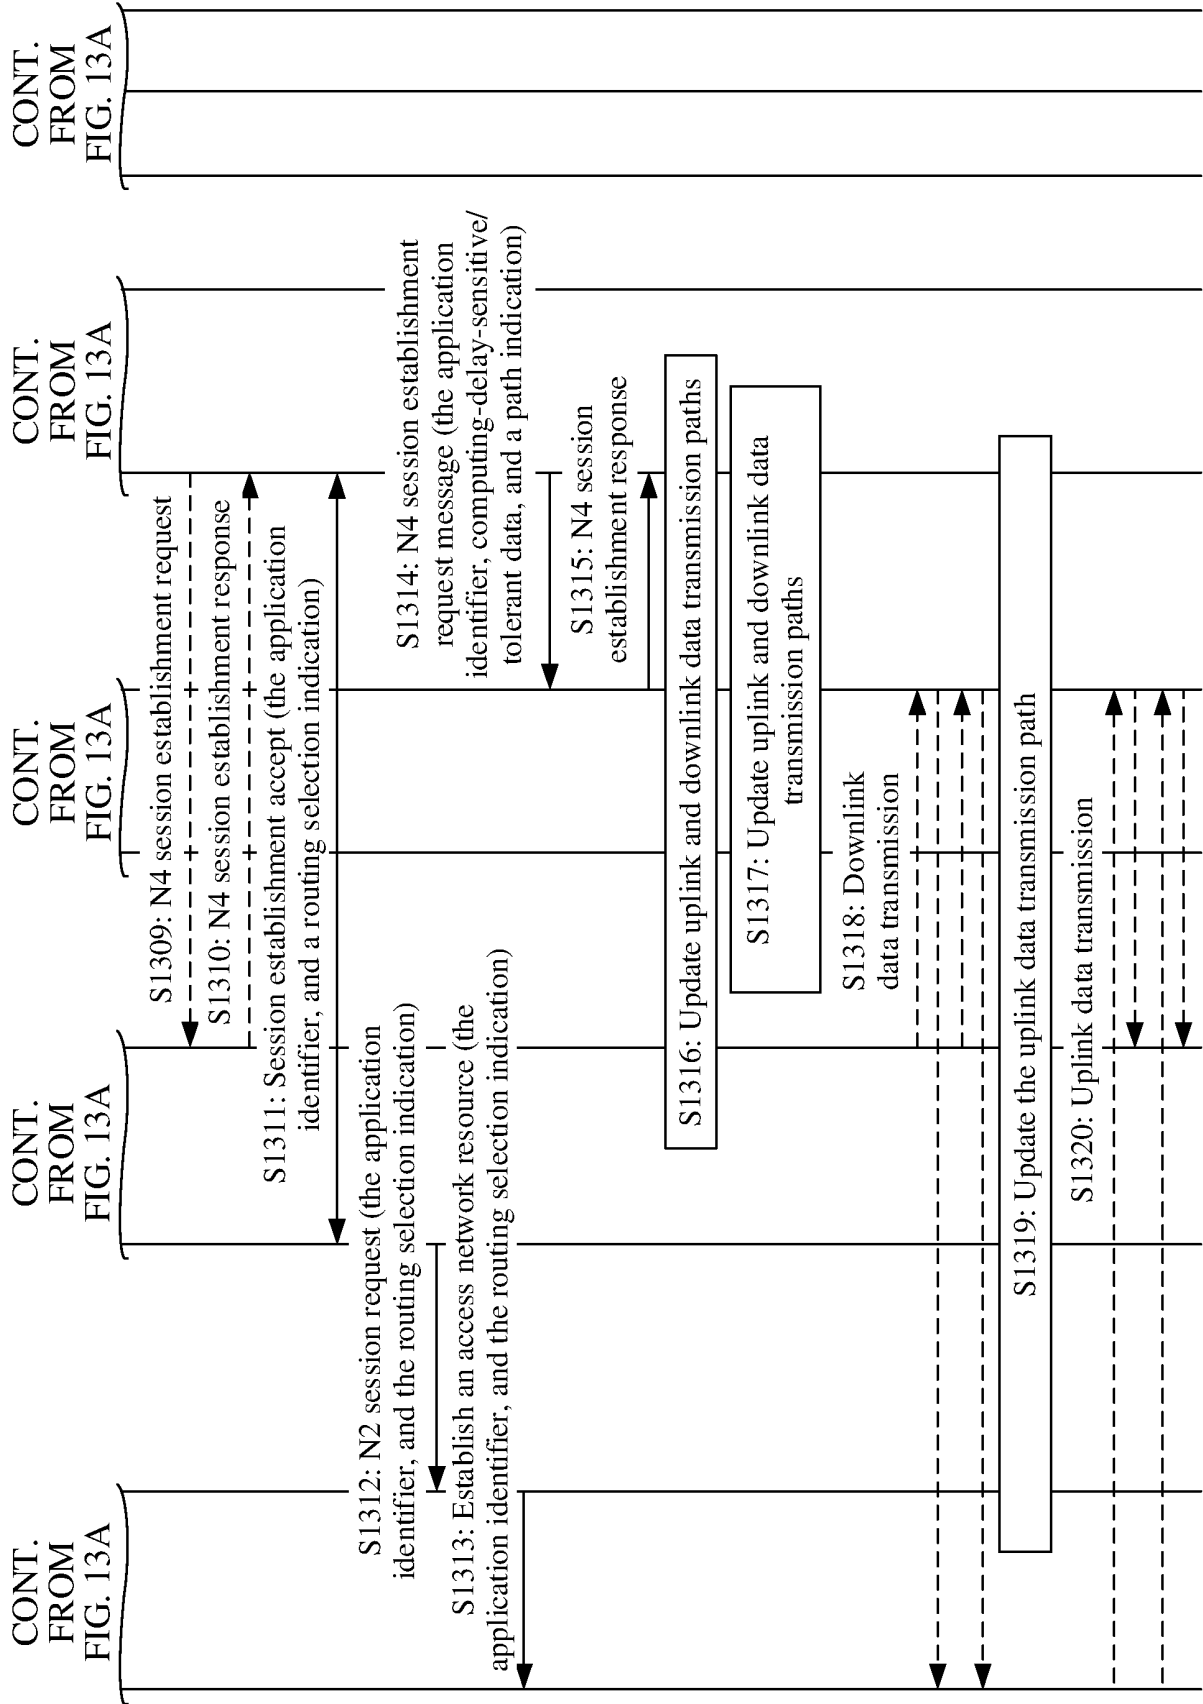 CONT.
FROM
FIG. 13A
CONT.
FROM
FIG. 13A
CONT.
FROM
FIG. 13A
CONT.
FROM
FIG. 13A
CONT.
FROM
FIG. 13A
S1309: N4 session establishment request
S1310: N4 session establishment response
S1311: Session establishment accept (the application
identifier, and a routing selection indication)
S1312: N2 session request (the application
identifier, and the routing selection indication)
S1313: Establish an access network resource (the
application identifier, and the routing selection indication)
S1314: N4 session establishment
request message (the application
identifier, computing-delay-sensitive/
tolerant data, and a path indication)
S1315: N4 session
establishment response
S1316: Update uplink and downlink data transmission paths
S1317: Update uplink and downlink data
transmission paths
S1318: Downlink
data transmission
S1319: Update the uplink data transmission path
S1320: Uplink data transmission